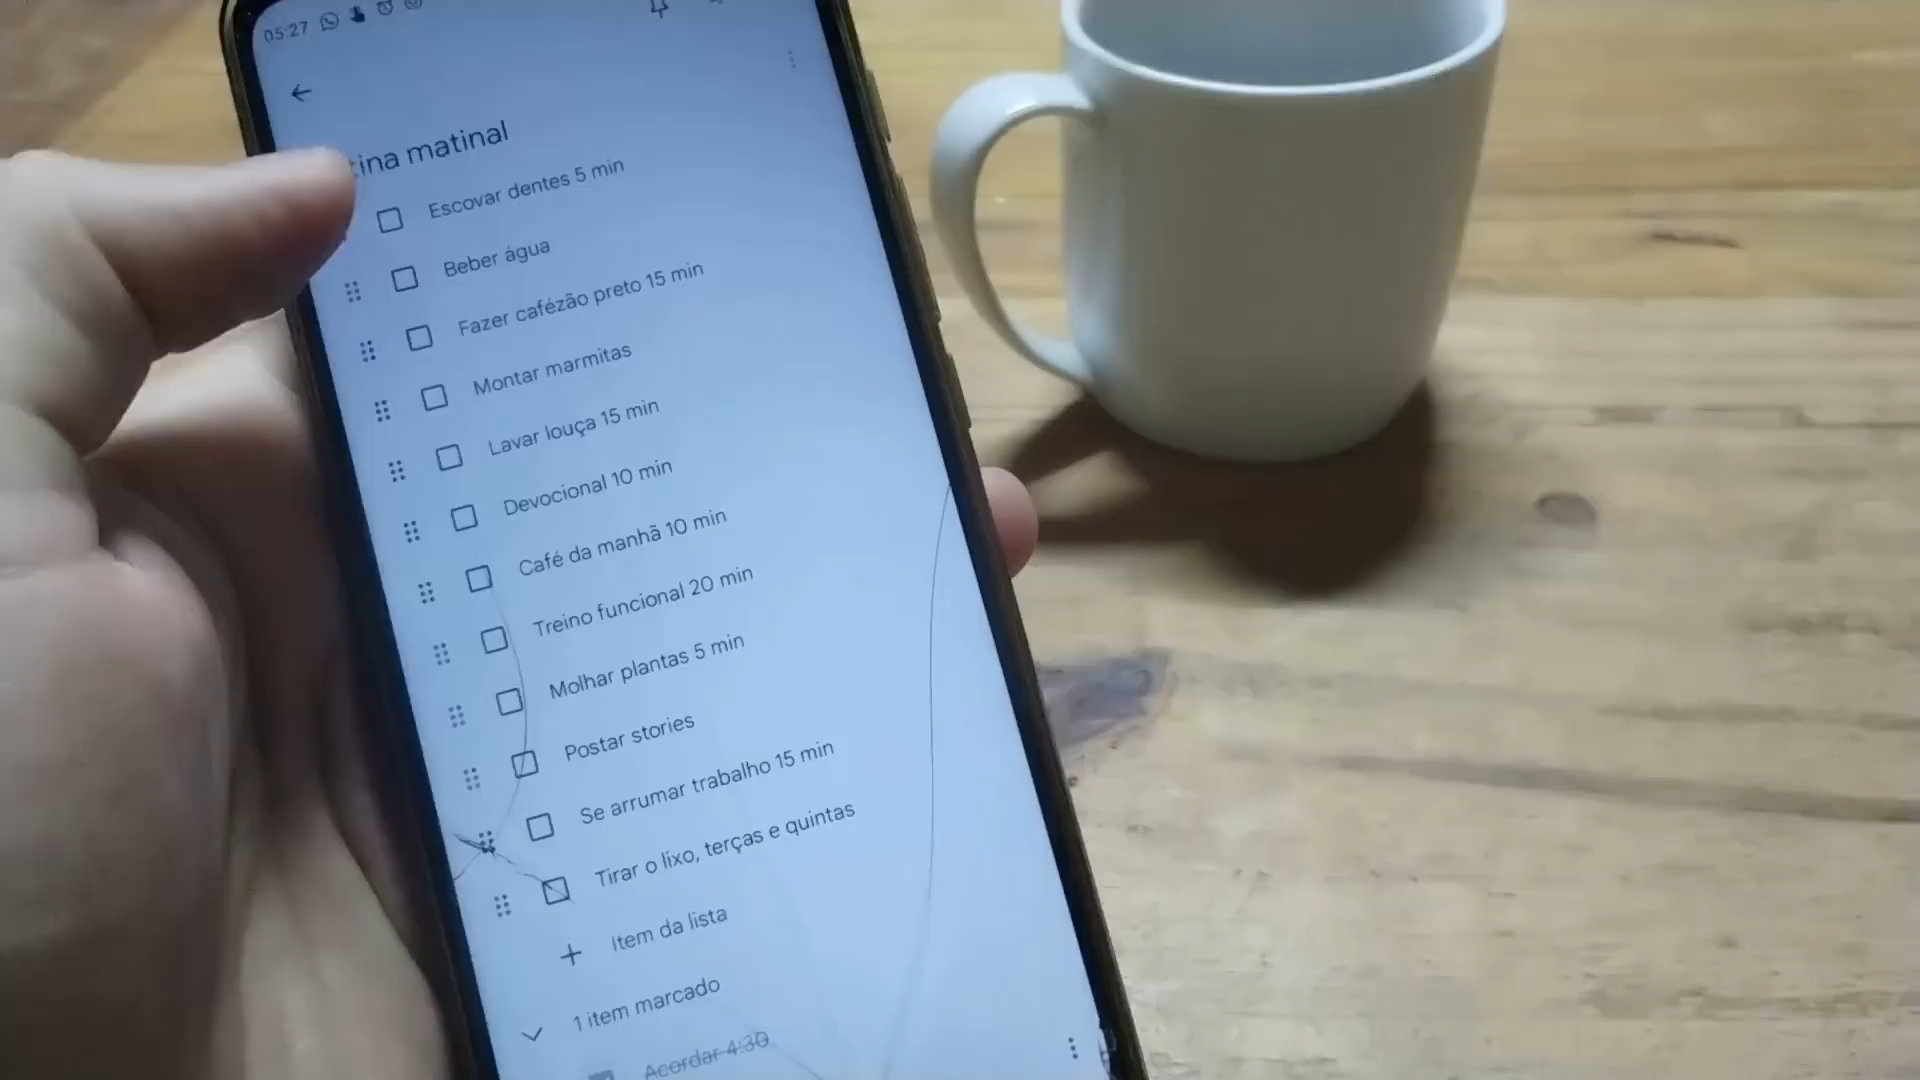 05:27
tina matinal
Escovar dentes 5 min
Beber água
Fazer cafézão preto 15 min
Montar marmitas
Lavar louça 15 min
Devocional 10 min
Café da manhã 10 min
Treino funcional 20 min
Molhar plantas 5 min
Postar stories
Se arrumar trabalho 15 min
Tirar o lixo, terças e quintas
Item da lista
1 item marcado
Acordar 4:30